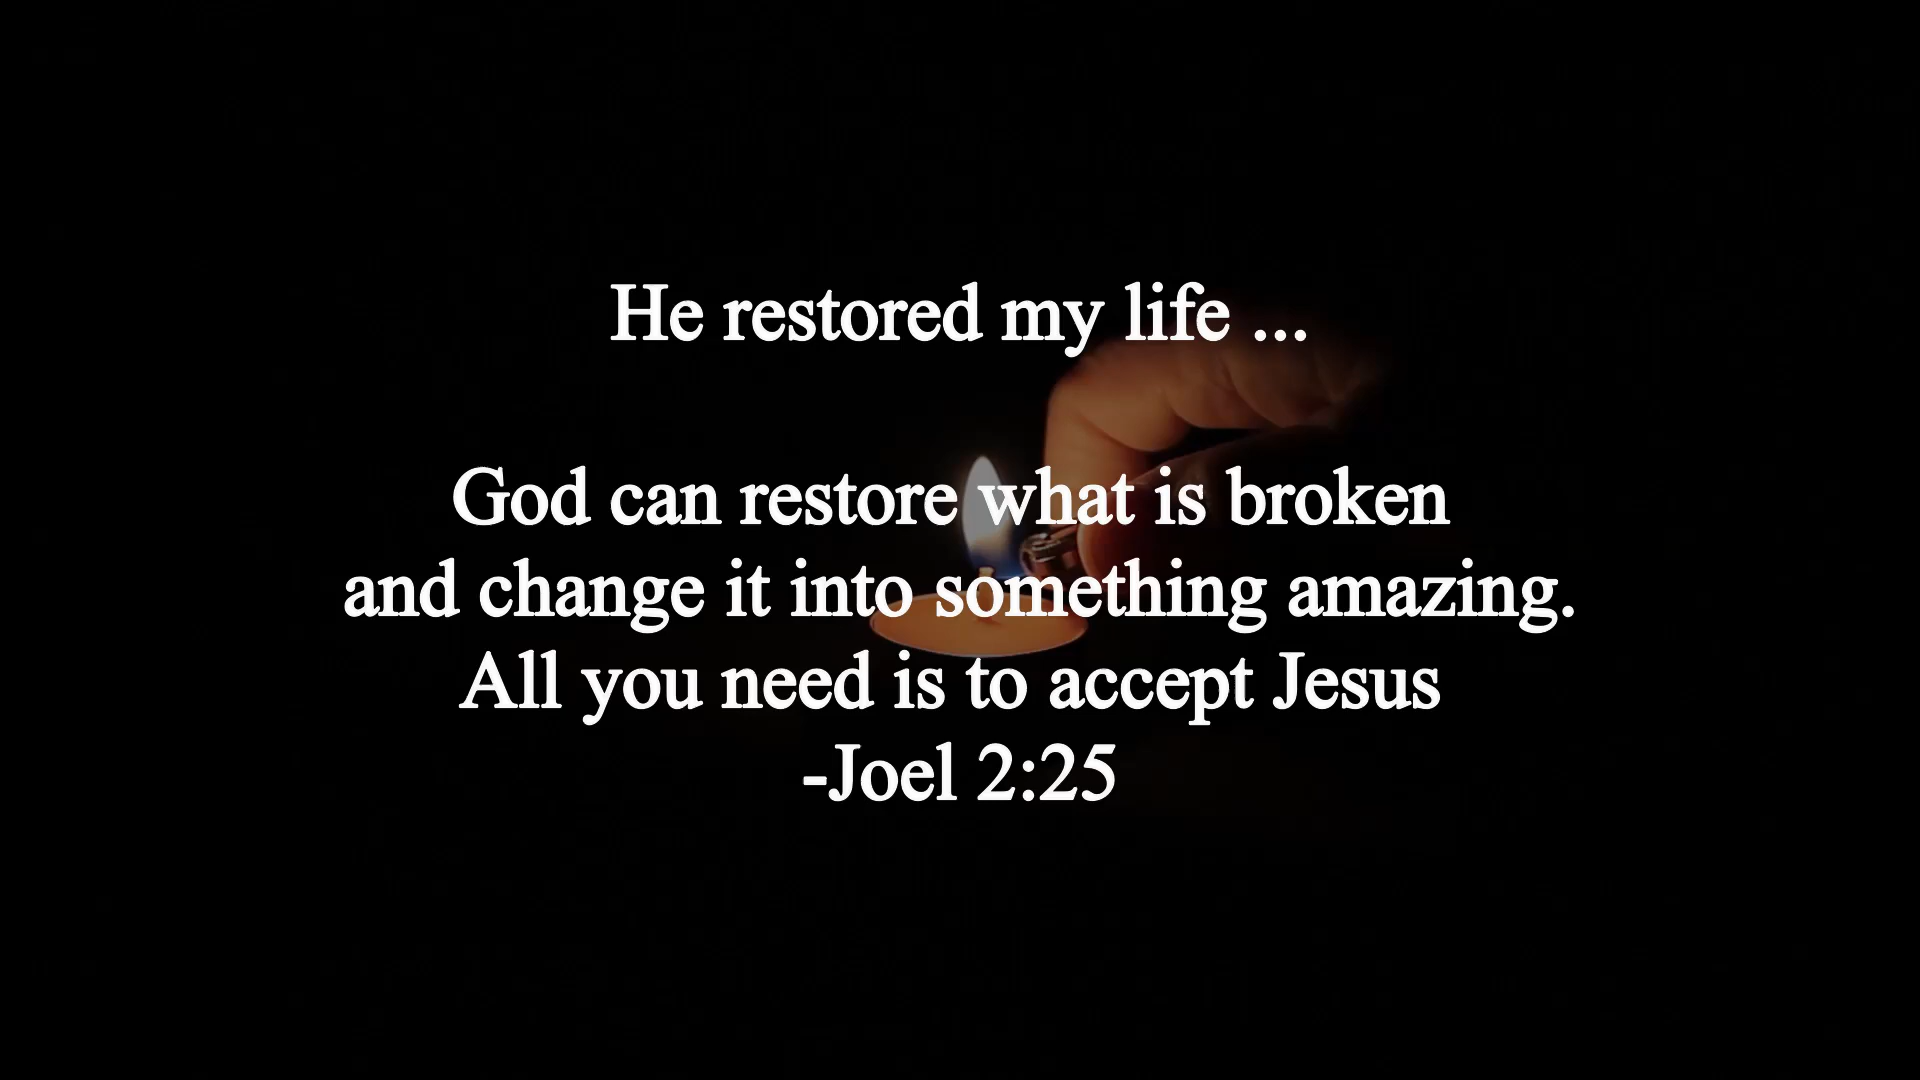 He restored my life ...
God can restore what is broken
and change it into something amazing.
All you need is to accept Jesus
-Joel 2:25